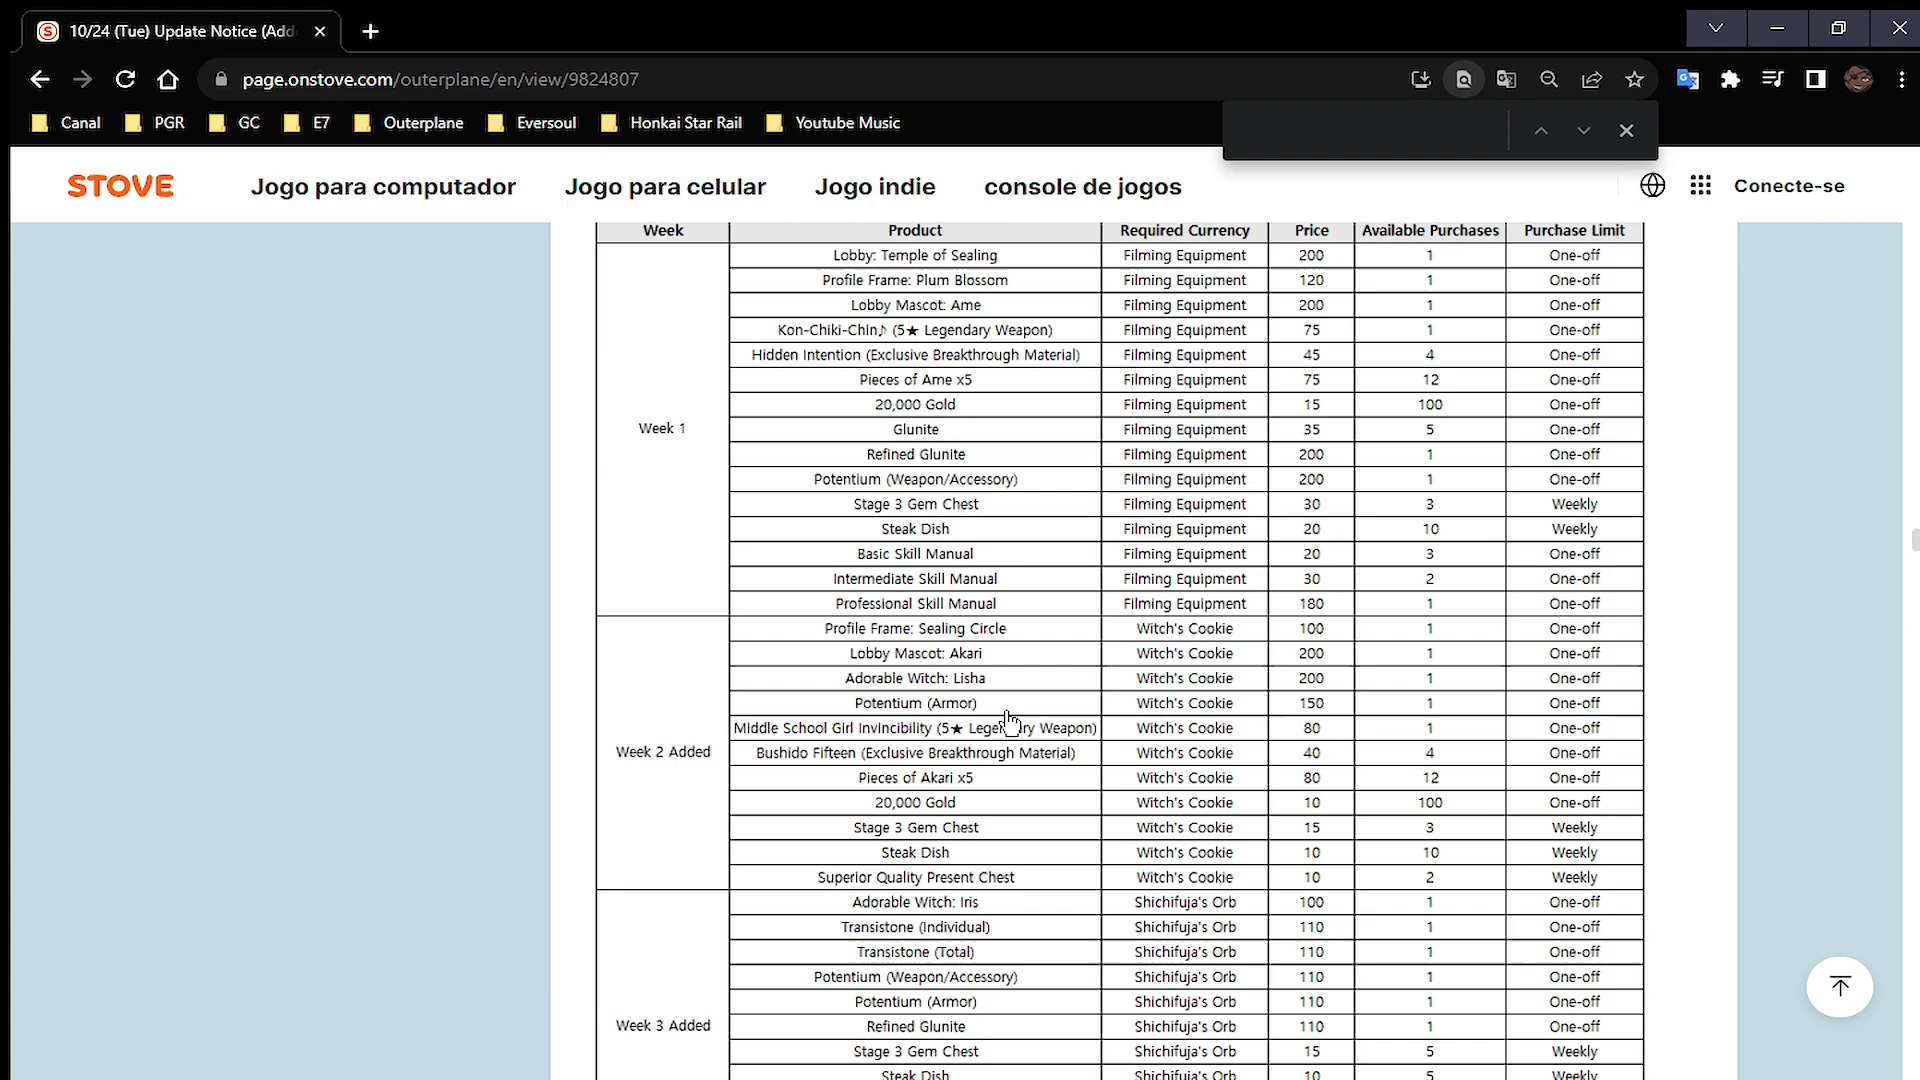 10/24 (Tue) Update Notice (Add
page.onstove.com/outerplane/en/view/9824807
Canal PGR GC E7 Outerplane Eversoul Honkai Star Rail Youtube Music
STOVE Jogo para computador Jogo para celular Jogo indie console de jogos Conecte-se
Week Product Required Currency Price Available Purchases Purchase Limit
Lobby: Temple of Sealing Filming Equipment 200 1 One-off
Profile Frame: Plum Blossom Filming Equipment 120 1 One-off
Lobby Mascot: Ame Filming Equipment 200 1 One-off
Kon-Chiki-Chin♪ (5★ Legendary Weapon) Filming Equipment 75 1 One-off
Hidden Intention (Exclusive Breakthrough Material) Filming Equipment 45 4 One-off
Pieces of Ame x5 Filming Equipment 75 12 One-off
20,000 Gold Filming Equipment 15 100 One-off
Week 1 Glunite Filming Equipment 35 5 One-off
Refined Glunite Filming Equipment 200 1 One-off
Potentium (Weapon/Accessory) Filming Equipment 200 1 One-off
Stage 3 Gem Chest Filming Equipment 30 3 Weekly
Steak Dish Filming Equipment 20 10 Weekly
Basic Skill Manual Filming Equipment 20 3 One-off
Intermediate Skill Manual Filming Equipment 30 2 One-off
Professional Skill Manual Filming Equipment 180 1 One-off
Profile Frame: Sealing Circle Witch's Cookie 100 1 One-off
Lobby Mascot: Akari Witch's Cookie 200 1 One-off
Adorable Witch: Lisha Witch's Cookie 200 1 One-off
Potentium (Armor) Witch's Cookie 150 1 One-off
Middle School Girl Invincibility (5★ Legendary Weapon) Witch's Cookie 80 1 One-off
Week 2 Added Bushido Fifteen (Exclusive Breakthrough Material) Witch's Cookie 40 4 One-off
Pieces of Akari x5 Witch's Cookie 80 12 One-off
20,000 Gold Witch's Cookie 10 100 One-off
Stage 3 Gem Chest Witch's Cookie 15 3 Weekly
Steak Dish Witch's Cookie 10 10 Weekly
Superior Quality Present Chest Witch's Cookie 10 2 Weekly
Adorable Witch: Iris Shichifuja's Orb 100 1 One-off
Transistone (Individual) Shichifuja's Orb 110 1 One-off
Transistone (Total) Shichifuja's Orb 110 1 One-off
Potentium (Weapon/Accessory) Shichifuja's Orb 110 1 One-off
Potentium (Armor) Shichifuja's Orb 110 1 One-off
Week 3 Added Refined Glunite Shichifuja's Orb 110 1 One-off
Stage 3 Gem Chest Shichifuja's Orb 15 5 Weekly
Steak Dish Shichifuja's Orb 10 5 Weekly